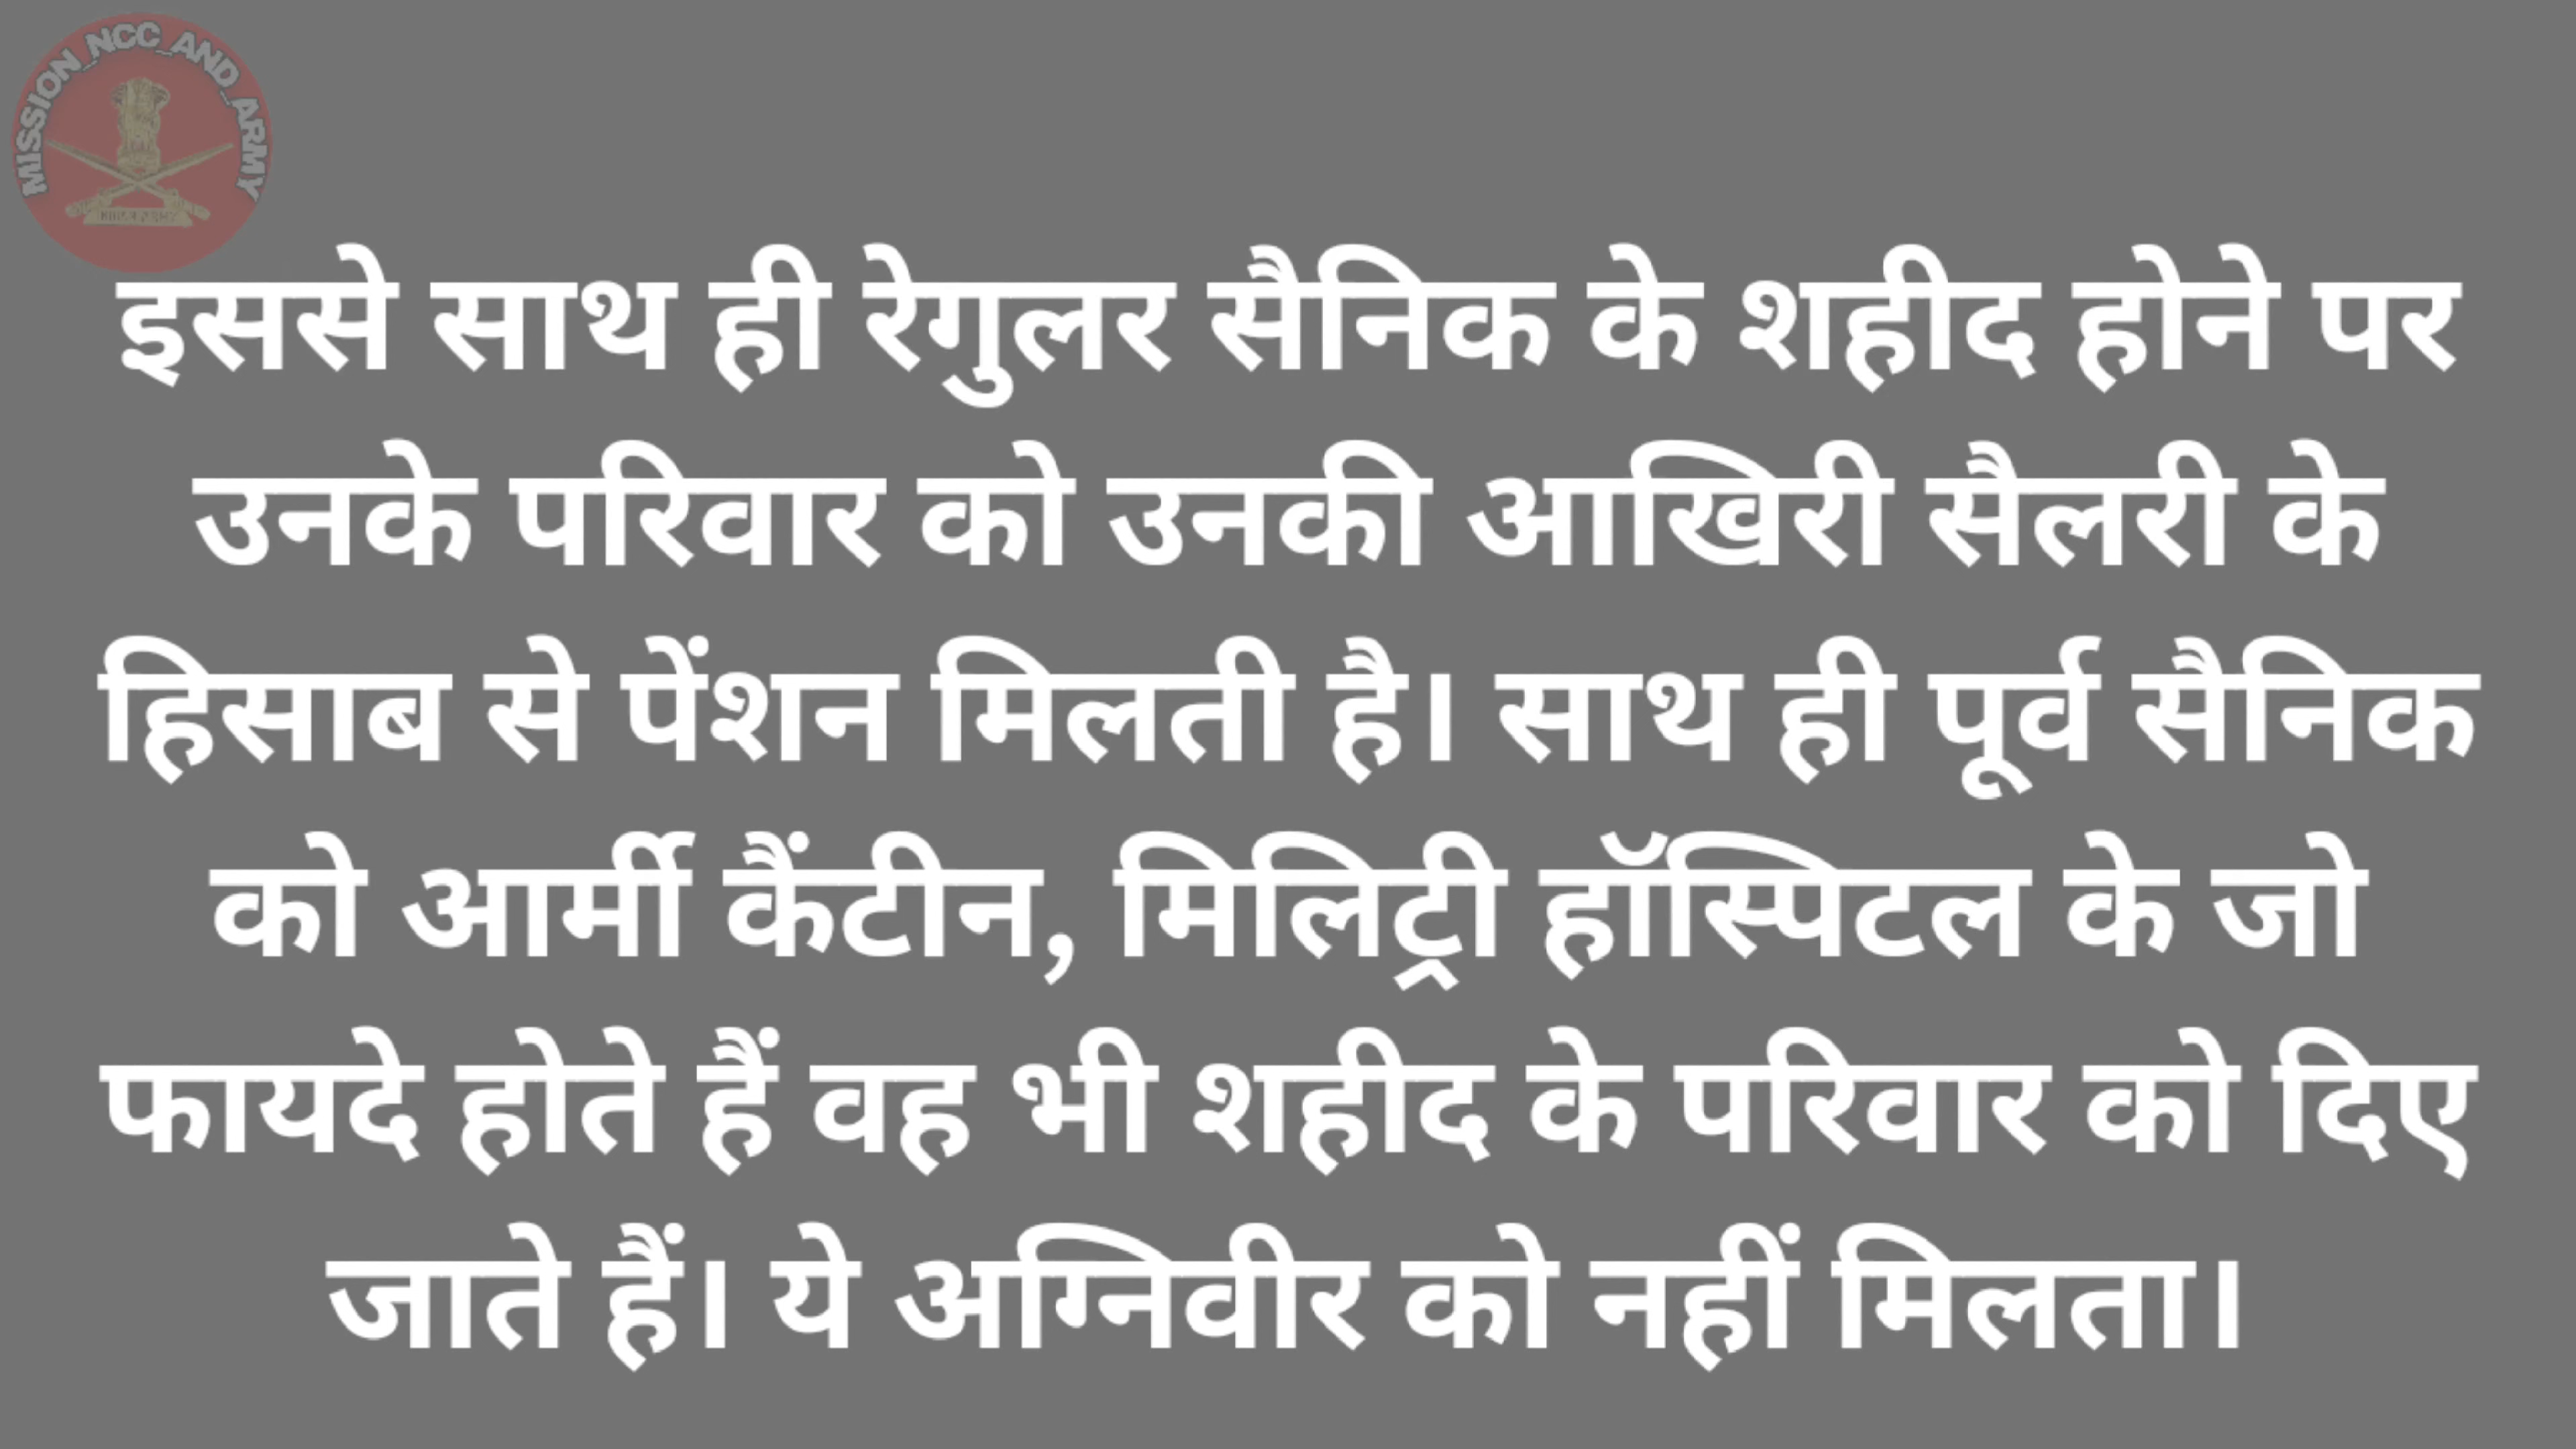 MISSION_NCC_AND_ARMY
इससे साथ ही रेगुलर सैनिक के शहीद होने पर
उनके परिवार को उनकी आखिरी सैलरी के
हिसाब से पेंशन मिलती है। साथ ही पूर्व सैनिक
को आर्मी कैंटीन, मिलिट्री हॉस्पिटल के जो
फायदे होते हैं वह भी शहीद के परिवार को दिए
जाते हैं। ये अग्निवीर को नहीं मिलता।